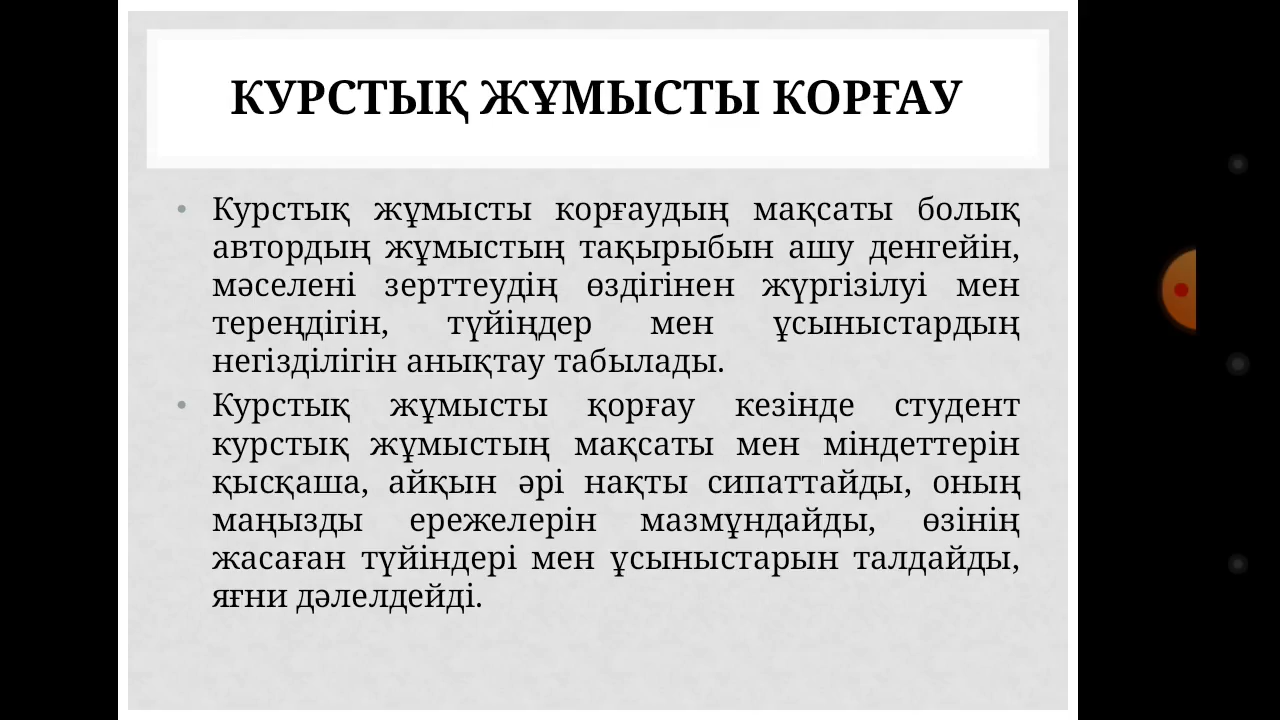 КУРСТЫҚ ЖҰМЫСТЫ КОРҒАУ
• Курстық жұмысты корғаудың мақсаты болық
автордың жұмыстың тақырыбын ашу денгейін,
мәселені зерттеудің өздігінен жүргізілуі мен
тереңдігін, түйіңдер мен ұсыныстардың
негізділігін анықтау табылады.
• Курстық жұмысты қорғау кезінде студент
курстық жұмыстың мақсаты мен міндеттерін
қысқаша, айқын әрі нақты сипаттайды, оның
маңызды ережелерін мазмұндайды, өзінің
жасаған түйіндері мен ұсыныстарын талдайды,
яғни дәлелдейді.